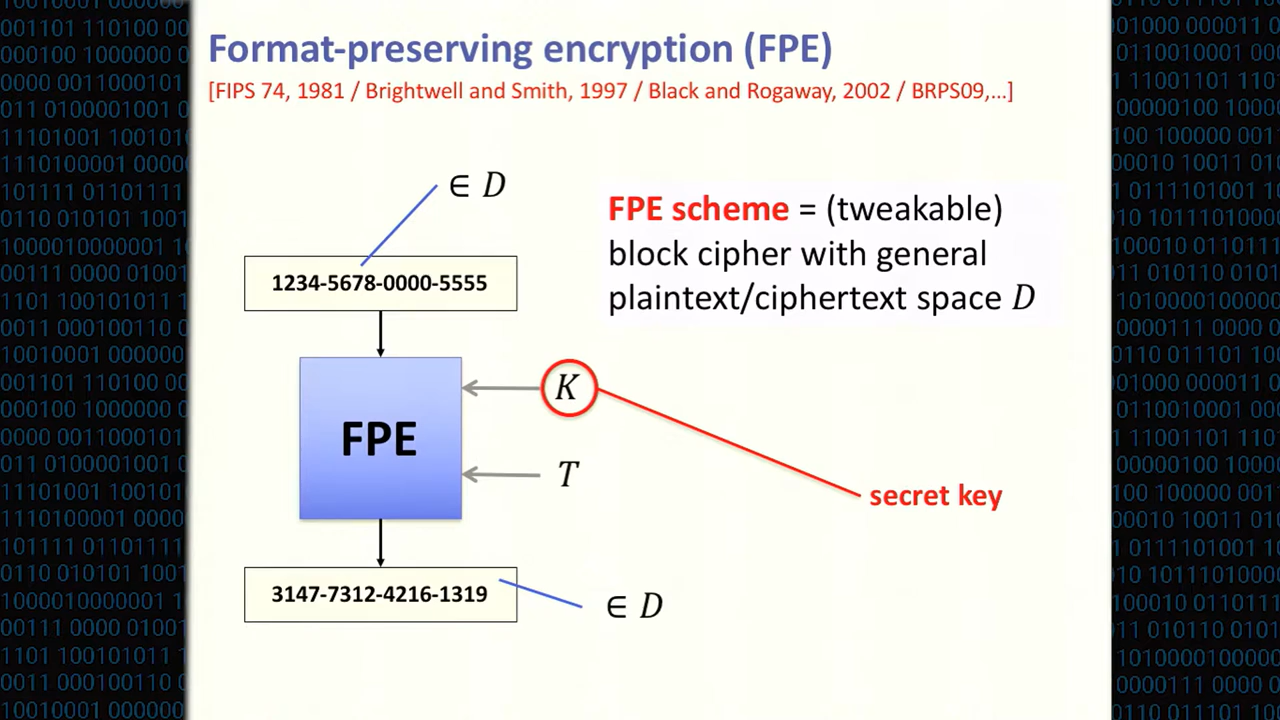 Format-preserving encryption (FPE)
[FIPS 74, 1981 / Brightwell and Smith, 1997 / Black and Rogaway, 2002 / BRPS09,...]
∈ D
FPE scheme = (tweakable)
block cipher with general
plaintext/ciphertext space D
1234-5678-0000-5555
K
FPE
T
secret key
3147-7312-4216-1319
∈ D